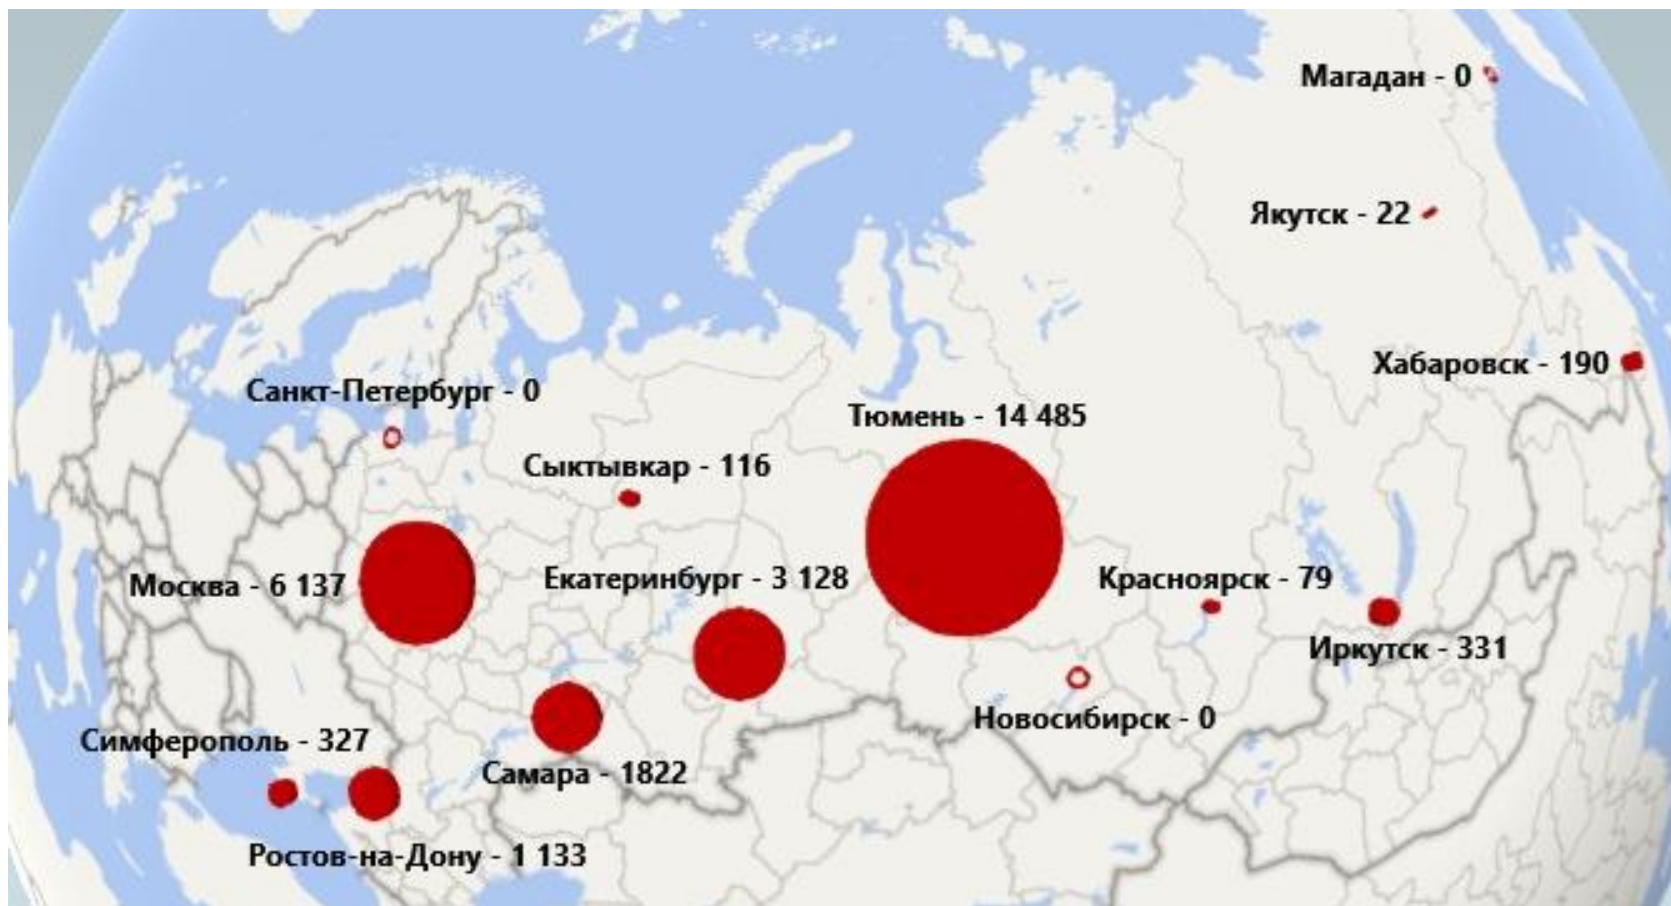 Магадан - 0
Якутск - 22
Хабаровск - 190
Санкт-Петербург - 0
Тюмень - 14 485
Сыктывкар - 116
Москва - 6 137
Екатеринбург - 3 128
Красноярск - 79
Иркутск - 331
Новосибирск - 0
Симферополь - 327
Самара - 1822
Ростов-на-Дону - 1 133